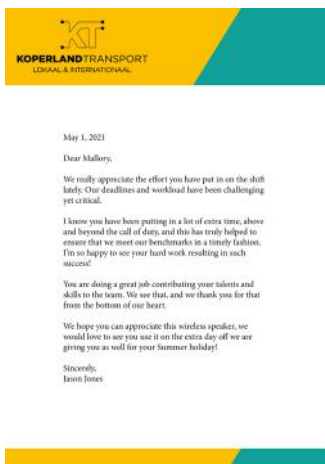 KT
KOPERLANDTRANSPORT
LOKAAL & INTERNATIONAAL
May 1, 2021
Dear Mallory,
We really appreciate the effort you have put in on the shift
lately. Our deadlines and workload have been challenging
yet critical.
I know you have been putting in a lot of extra time, above
and beyond the call of duty, and this has truly helped to
ensure that we meet our benchmarks in a timely fashion.
I'm so happy to see your hard work resulting in such
success!
You are doing a great job contributing your talents and
skills to the team. We see that, and we thank you for that
from the bottom of our heart.
We hope you can appreciate this wireless speaker, we
would love to see you use it on the extra day off we are
giving you as well for your Summer holiday!
Sincerely,
Jason Jones